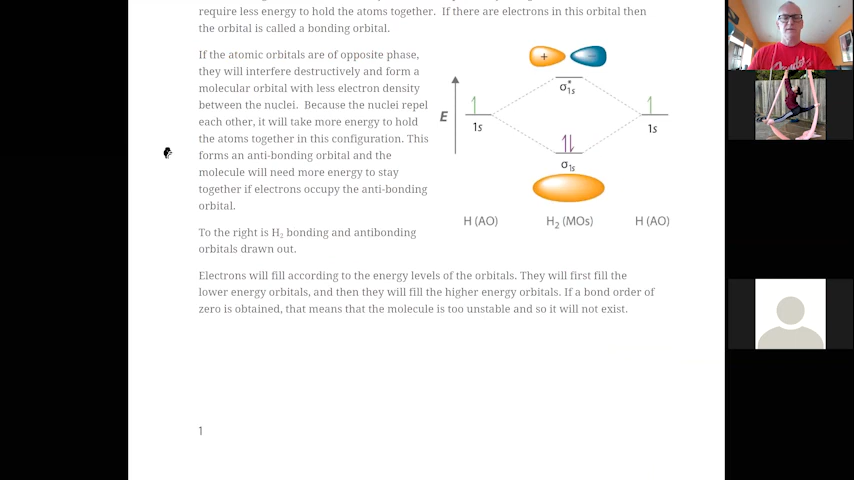 require less energy to hold the atoms together.  If there are electrons in this orbital then
the orbital is called a bonding orbital.
If the atomic orbitals are of opposite phase,
they will interfere destructively and form a
molecular orbital with less electron density
between the nuclei.  Because the nuclei repel
each other, it will take more energy to hold
the atoms together in this configuration. This
forms an anti-bonding orbital and the
molecule will need more energy to stay
together if electrons occupy the anti-bonding
orbital.
To the right is H₂ bonding and antibonding
orbitals drawn out.
+ −
σ*1s
E
1s 1s
σ1s
H (AO) H₂ (MOs) H (AO)
Electrons will fill according to the energy levels of the orbitals. They will first fill the
lower energy orbitals, and then they will fill the higher energy orbitals. If a bond order of
zero is obtained, that means that the molecule is too unstable and so it will not exist.
1